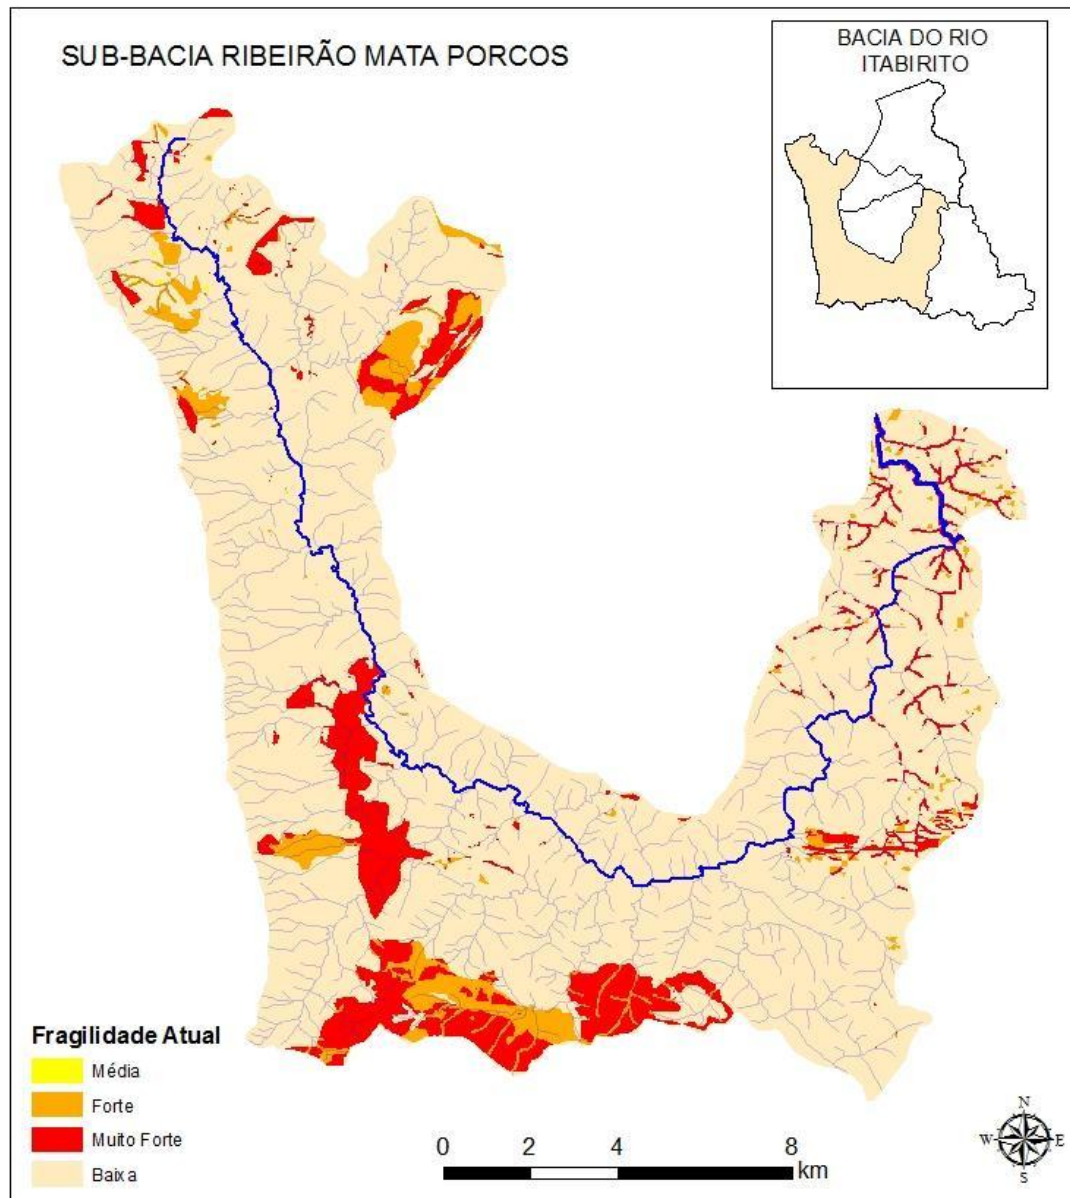 SUB-BACIA RIBEIRÃO MATA PORCOS
BACIA DO RIO
ITABIRITO
Fragilidade Atual
Média
Forte
Muito Forte
Baixa
0 2 4 8
km
N
W E
S